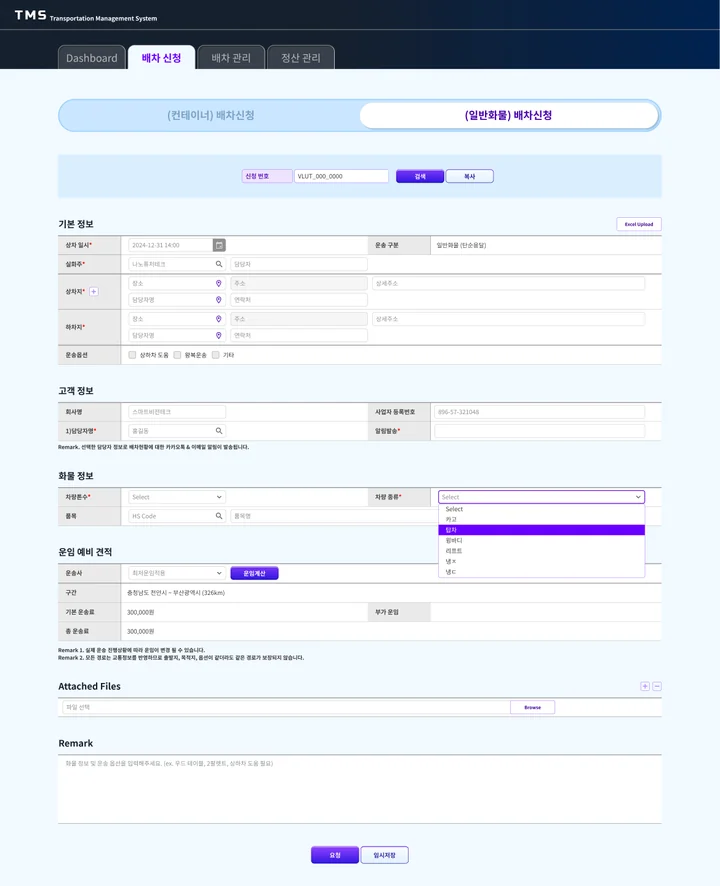 TMS Transportation Management System
Dashboard 배차 신청 배차 관리 정산 관리
(컨테이너) 배차신청 (일반화물) 배차신청
신청 번호 VLUT_000_0000 검색 복사
기본 정보 Excel Upload
상차 일시* 2024-12-31 14:00 운송 구분 일반화물 (단순용달)
실화주* 나노퓨처테크 담당자
상차지* + 장소 주소 상세주소
담당자명 연락처
하차지* 장소 주소 상세주소
담당자명 연락처
운송옵션 상하차 도움 왕복운송 기타
고객 정보
회사명 스마트비전테크 사업자 등록번호 896-57-321048
1)담당자명* 홍길동 알림발송*
Remark. 선택한 담당자 정보로 배차현황에 대한 카카오톡 & 이메일 알림이 발송됩니다.
화물 정보
차량톤수* Select 차량 종류* Select
Select
카고
탑차
윙바디
리프트
냉ㅊ
냉ㄷ
품목 HS Code 품목명
운임 예비 견적
운송사 최저운임적용 운임계산
구간 충청남도 천안시 ~ 부산광역시 (326km)
기본 운송료 300,000원 부가 운임
총 운송료 300,000원
Remark 1. 실제 운송 진행상황에 따라 운임이 변경 될 수 있습니다.
Remark 2. 모든 경로는 교통정보를 반영하므로 출발지, 목적지, 옵션이 같더라도 같은 경로가 보장되지 않습니다.
Attached Files
파일 선택 Browse
Remark
화물 정보 및 운송 옵션을 입력해주세요. (ex. 우드 테이블, 2팔렛트, 상하차 도움 필요)
요청 임시저장